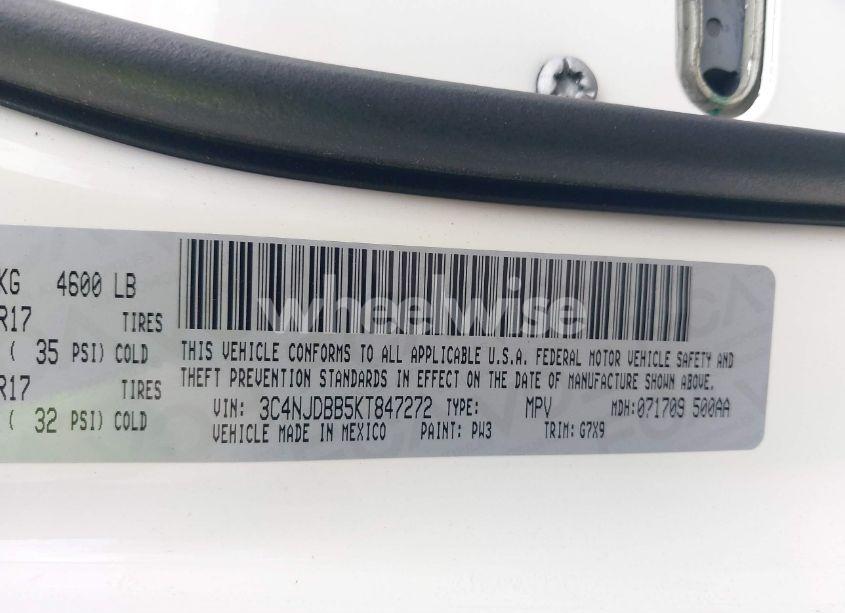 KG 4600 LB
R17 TIRES
( 35 PSI) COLD
R17 TIRES
( 32 PSI) COLD
wheelwise
THIS VEHICLE CONFORMS TO ALL APPLICABLE U.S.A. FEDERAL MOTOR VEHICLE SAFETY AND
THEFT PREVENTION STANDARDS IN EFFECT ON THE DATE OF MANUFACTURE SHOWN ABOVE.
VIN: 3C4NJDBB5KT847272 TYPE: MPV MDH:071709 500AA
VEHICLE MADE IN MEXICO PAINT: PW3 TRIM: G7X9